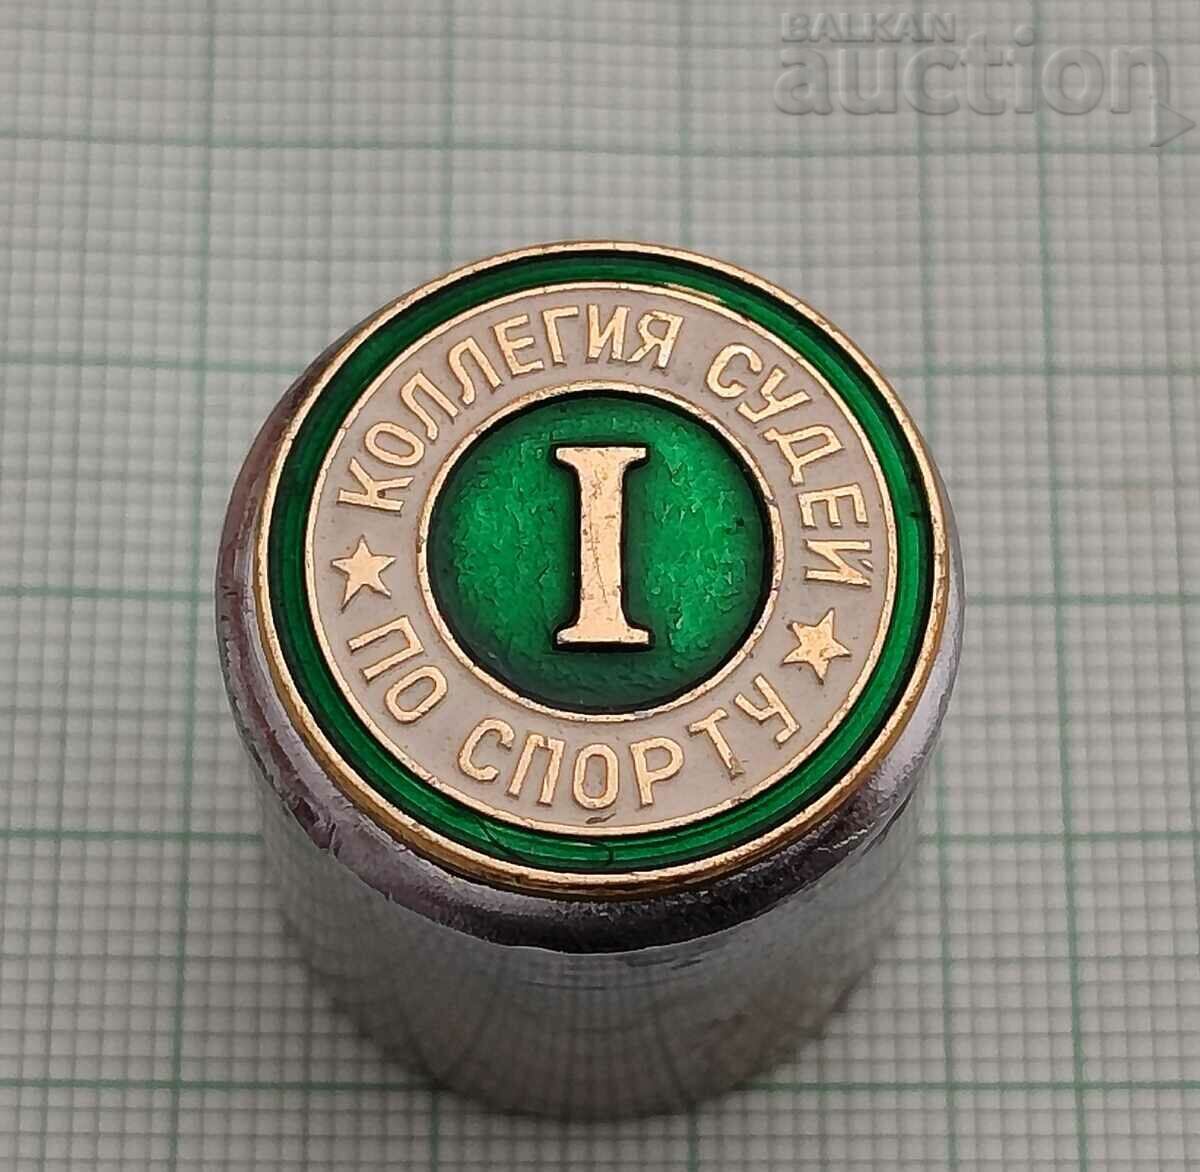 BALKAN
auction
КОЛЛЕГИЯ СУДЕЙ
I
★ ПО СПОРТУ ★